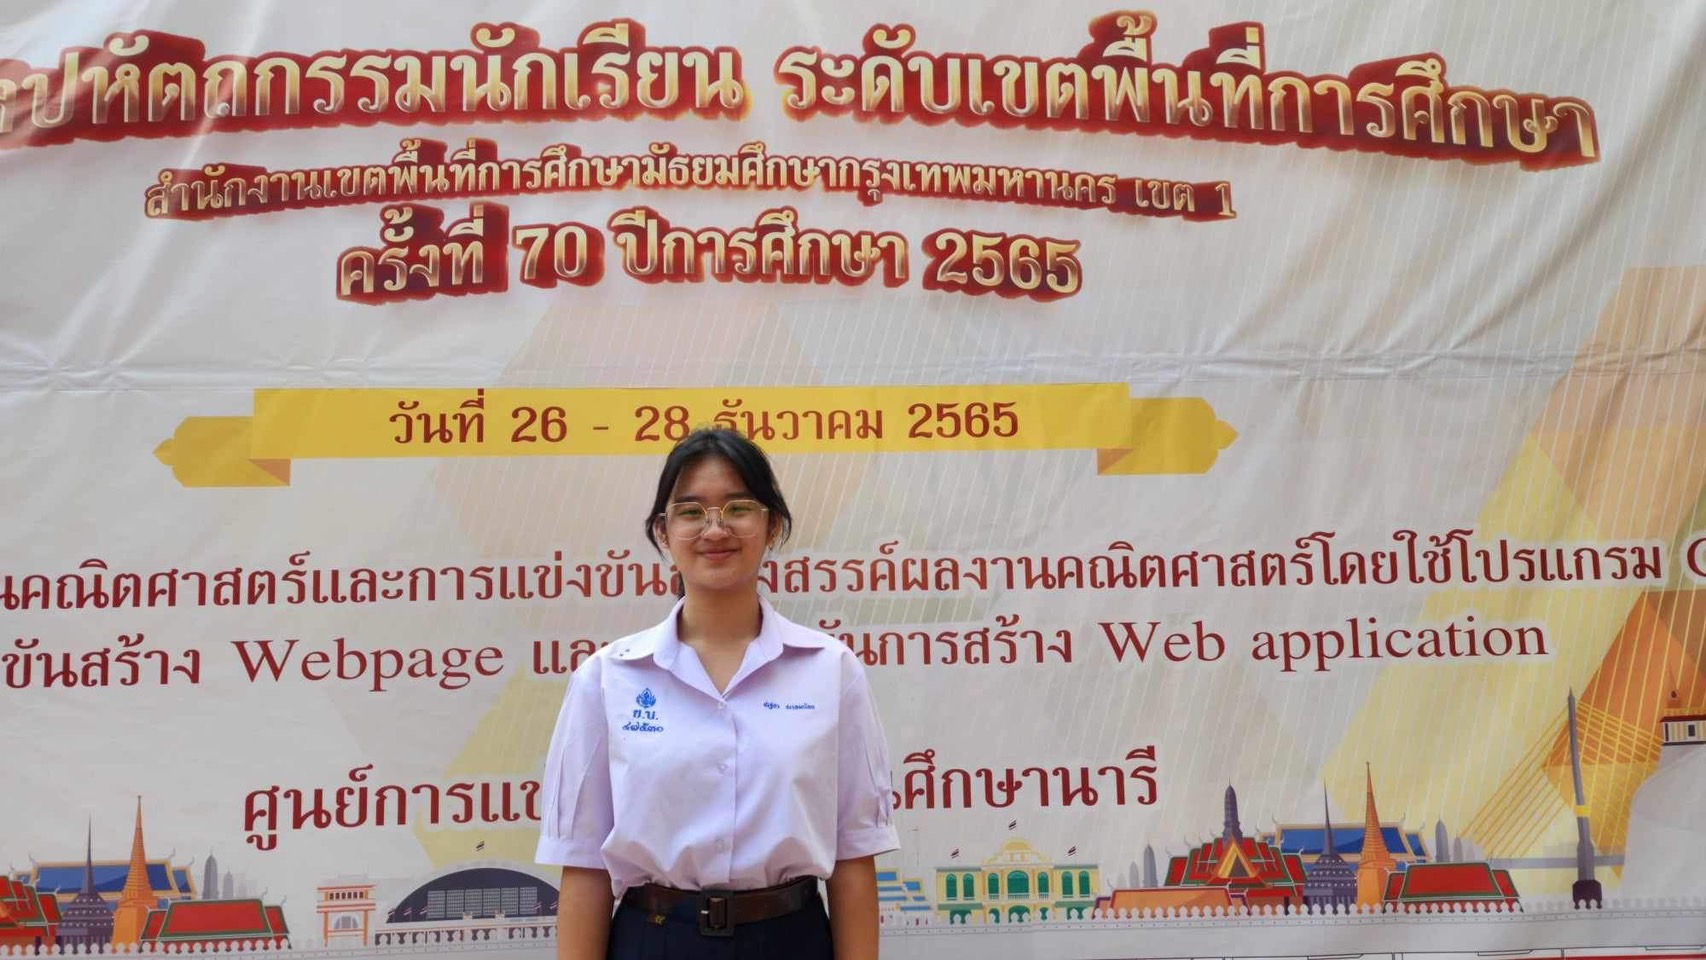 ลปหัตถกรรมนักเรียน ระดับเขตพื้นที่การศึกษา
สำนักงานเขตพื้นที่การศึกษามัธยมศึกษากรุงเทพมหานคร เขต 1
ครั้งที่ 70 ปีการศึกษา 2565
วันที่ 26 - 28 ธันวาคม 2565
นคณิตศาสตร์และการแข่งขัน งสรรค์ผลงานคณิตศาสตร์โดยใช้โปรแกรม G
ขันสร้าง Webpage และ ันการสร้าง Web application
ศูนย์การแข นศึกษานารี
ย.น.